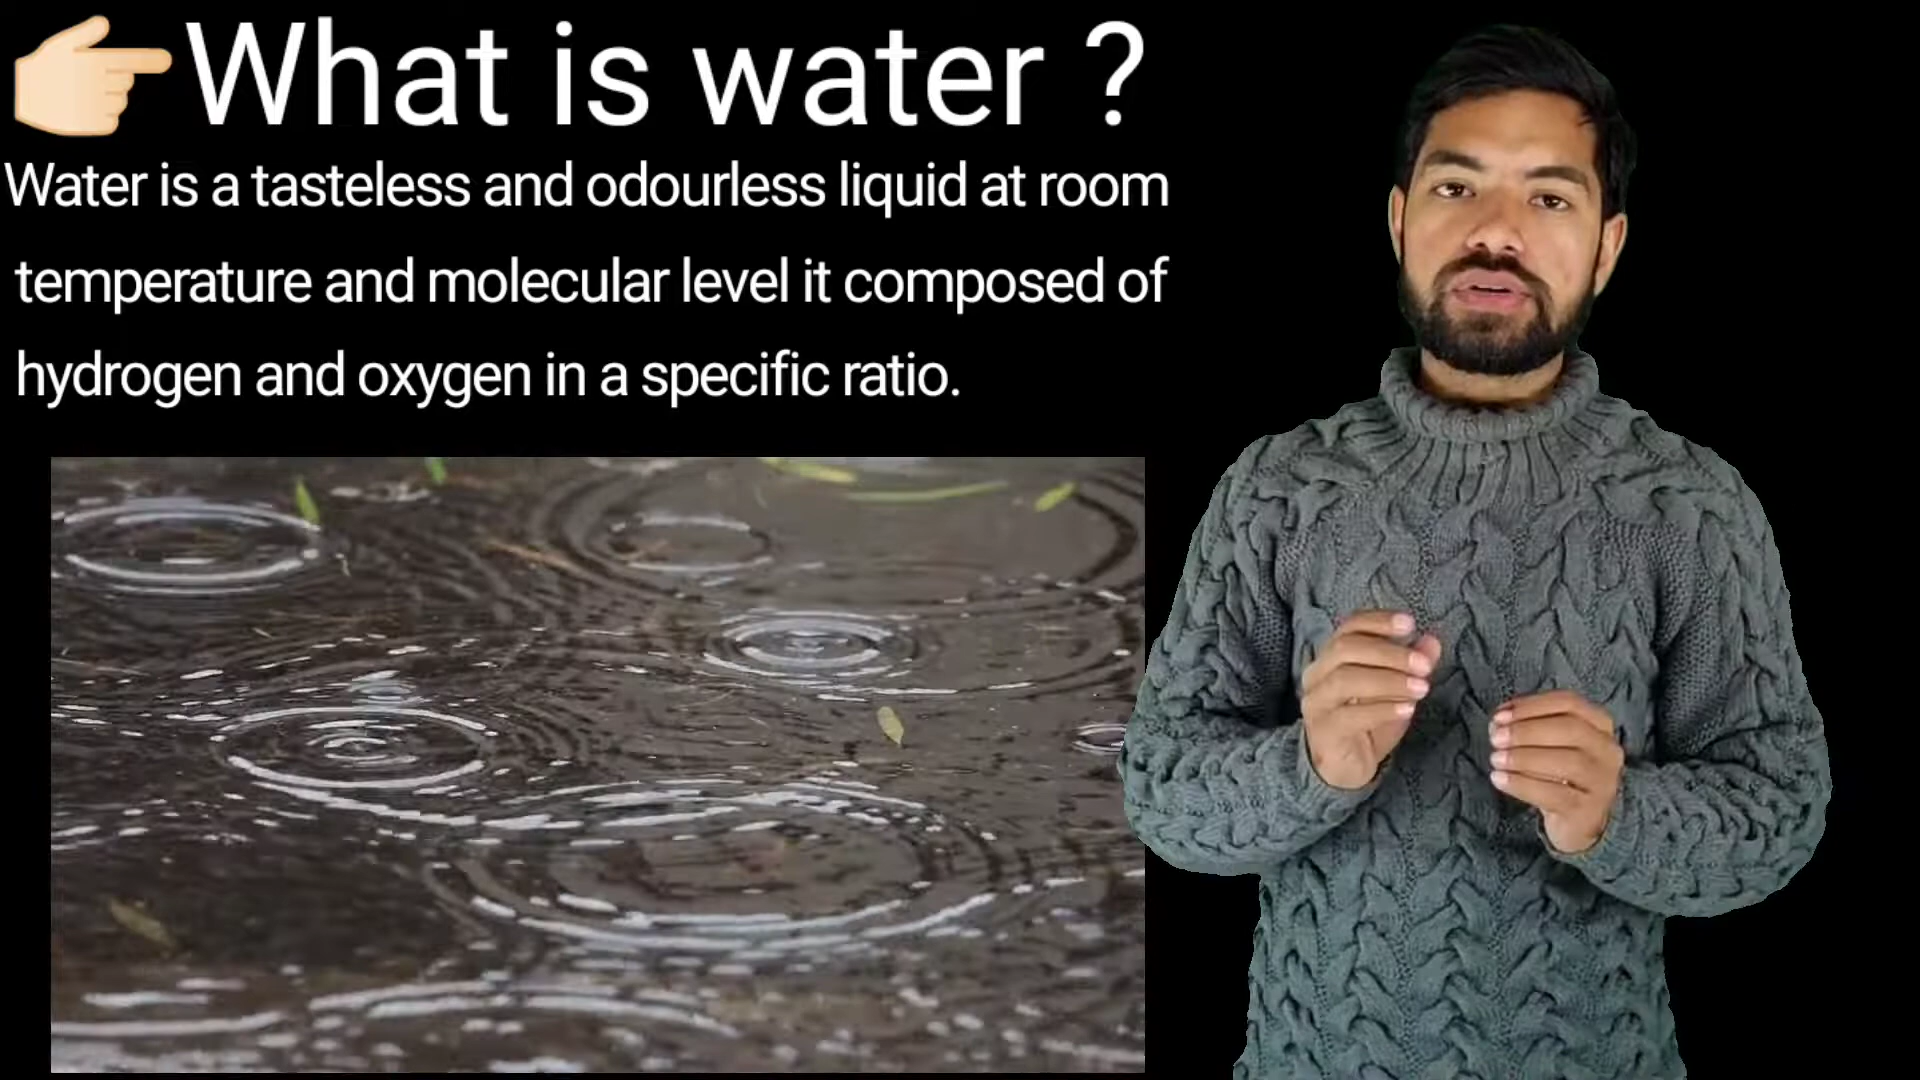 What is water ?
Water is a tasteless and odourless liquid at room
temperature and molecular level it composed of
hydrogen and oxygen in a specific ratio.